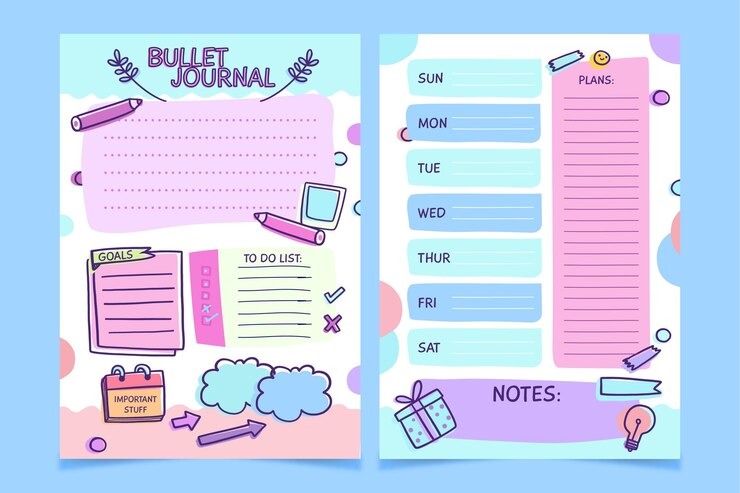 BULLET
JOURNAL
GOALS
TO DO LIST:
IMPORTANT
STUFF
SUN
MON
TUE
WED
THUR
FRI
SAT
PLANS:
NOTES: